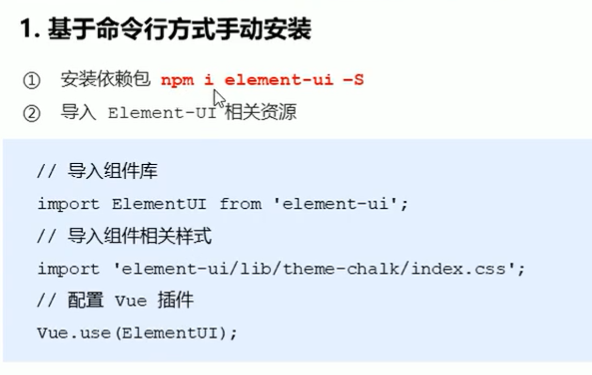 1. 基于命令行方式手动安装
① 安装依赖包 npm i element-ui –S
② 导入 Element-UI 相关资源
// 导入组件库
import ElementUI from 'element-ui';
// 导入组件相关样式
import 'element-ui/lib/theme-chalk/index.css';
// 配置 Vue 插件
Vue.use(ElementUI);